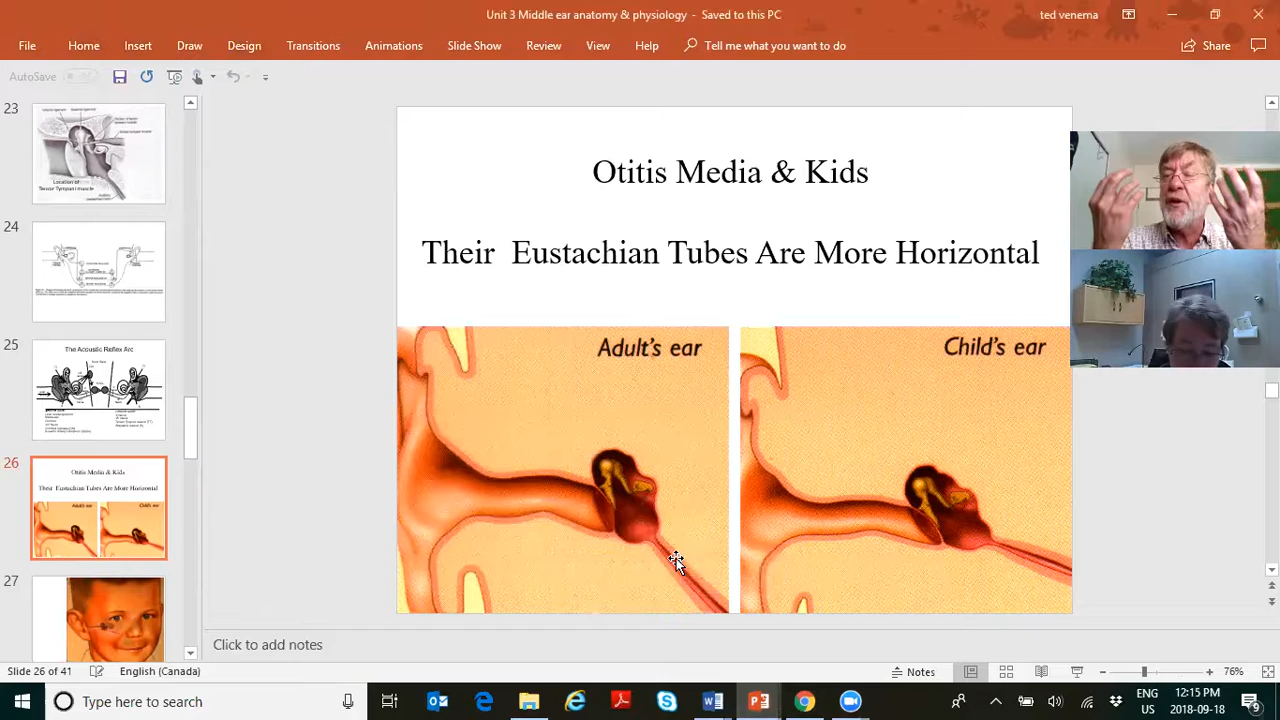 Unit 3 Middle ear anatomy & physiology - Saved to this PC
ted venema
File Home Insert Draw Design Transitions Animations Slide Show Review View Help Tell me what you want to do Share
AutoSave
23
24
25
The Acoustic Reflex Arc
26
Otitis Media & Kids
Their Eustachian Tubes Are More Horizontal
Adult's ear Child's ear
27
Otitis Media & Kids
Their Eustachian Tubes Are More Horizontal
Adult's ear Child's ear
Click to add notes
Slide 26 of 41 English (Canada) Notes 76%
Type here to search
ENG
US
12:15 PM
2018-09-18
9